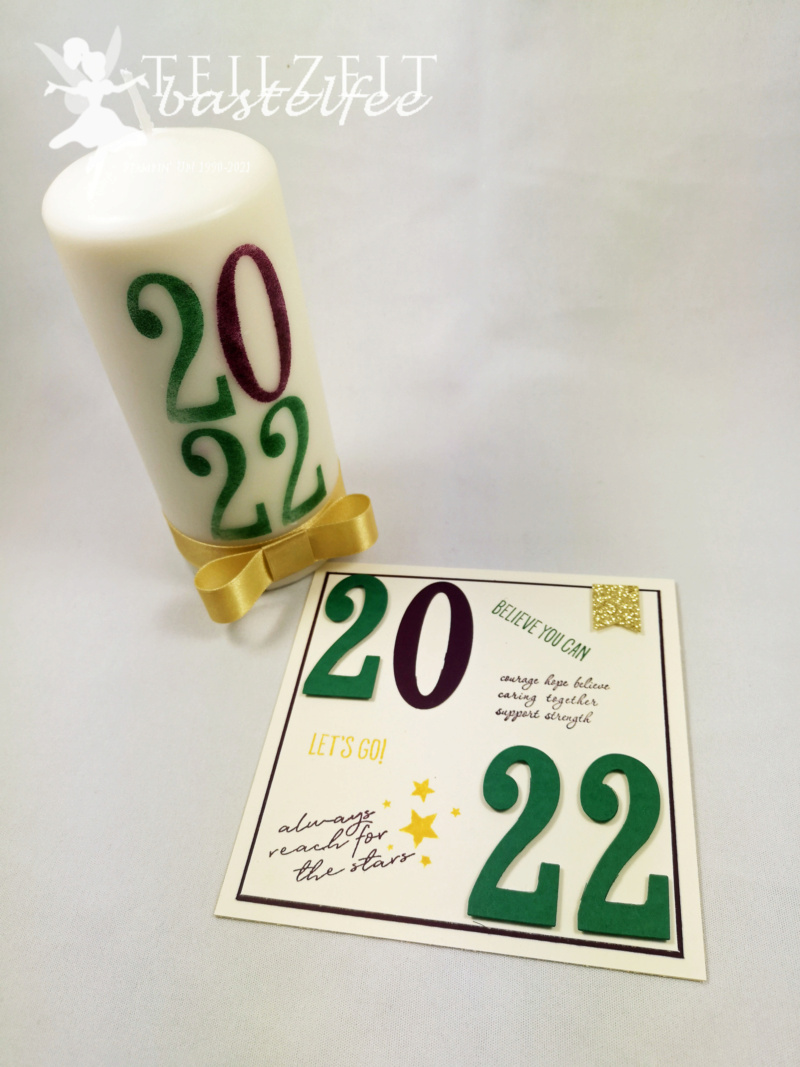 TEILZEIT
bastelfee
20
22
20
BELIEVE YOU CAN
courage hope believe
caring together
support strength
LET'S GO!
always
reach for
the stars
22